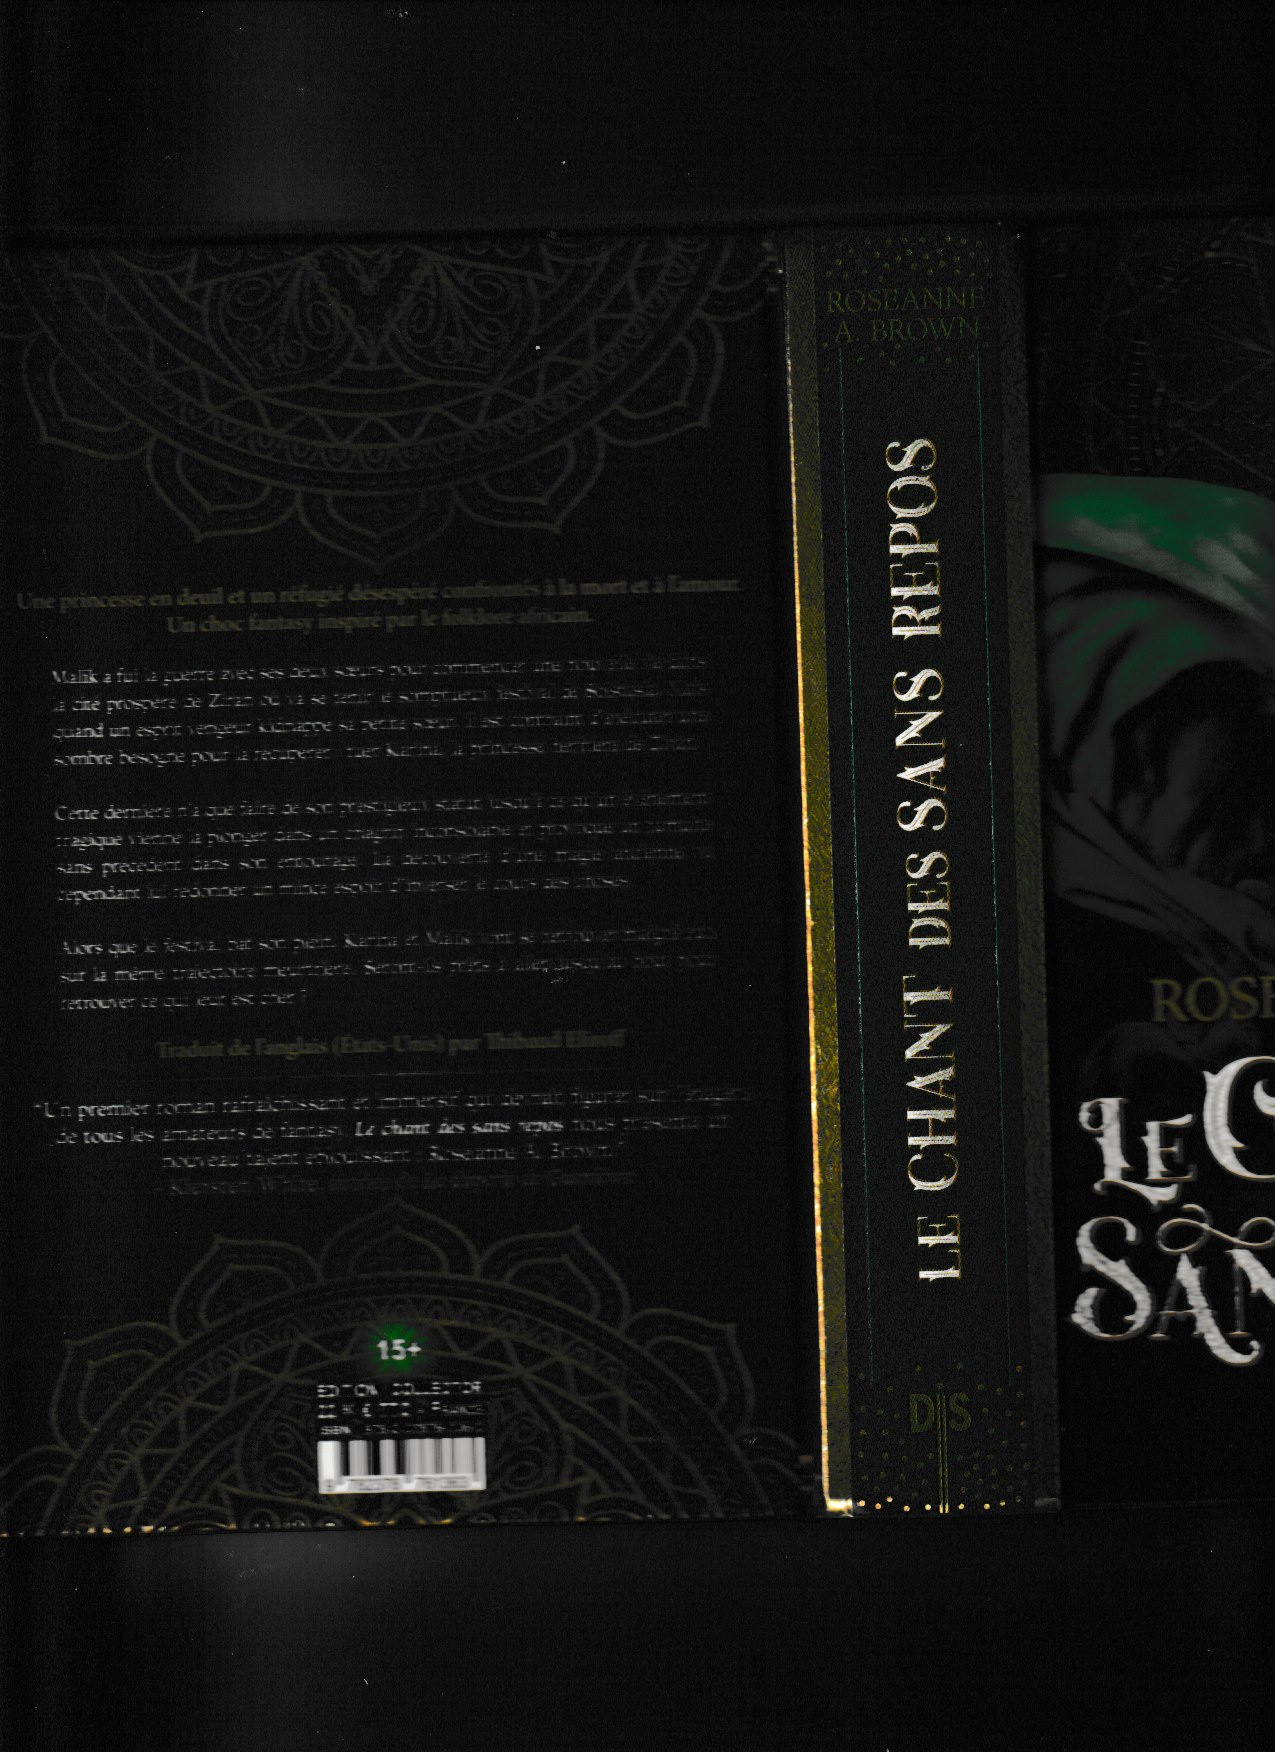 Une princesse en deuil et un réfugié désespéré confrontés à la mort et à l'amour.
Un choc fantasy inspiré par le folklore africain.
Malik a fui la guerre avec ses deux sœurs pour commencer une nouvelle vie dans
la cité prospère de Ziran où va se tenir le somptueux festival de Solstasia. Mais
quand un esprit vengeur kidnappe sa petite sœur, il est contraint d'exécuter une
sombre besogne pour la récupérer : tuer Karina, la princesse héritière de Ziran.
Cette dernière n'a que faire de son prestigieux statut jusqu'à ce qu'un événement
tragique vienne la plonger dans un chagrin inconsolable et provoque un
sans précédent dans son entourage. La découverte d'une magie ancienne va
cependant lui redonner un mince espoir d'inverser le cours des choses.
Alors que le festival bat son plein, Karina et Malik vont se retrouver malgré eux
sur la même trajectoire meurtrière. Seront-ils prêts à aller jusqu'au bout pour
retrouver ce qui leur est cher ?
Traduit de l'anglais (États-Unis) par Thibaud Eliroff
"Un premier roman rafraîchissant et immersif qui devrait figurer sur l'étagère
de tous les amateurs de fantasy. Le chant des sans repos nous présente un
nouveau talent éblouissant : Roseanne A. Brown."
15+
EDITION COLLECTOR
€ TTC France
ISBN
ROSEANNE
A. BROWN
LE CHANT DES SANS REPOS
DS
ROSE
LE C
SAN